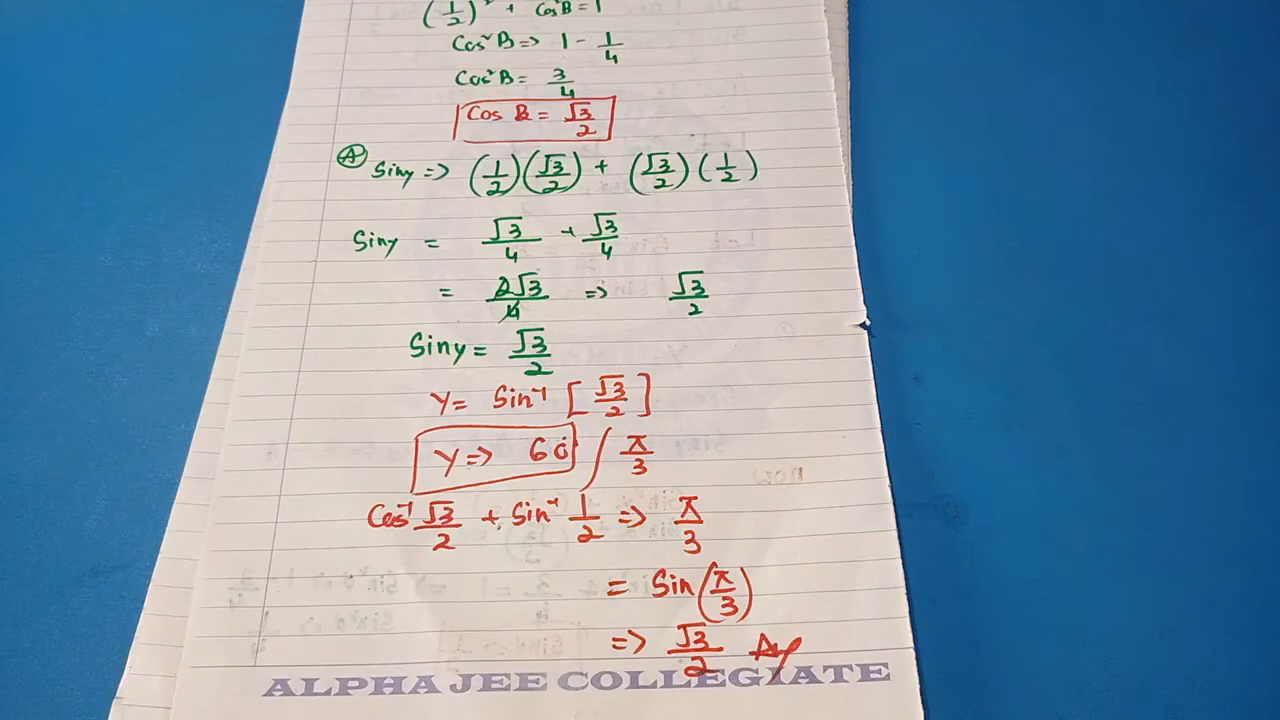 (1/2)² + Cos²B = 1
Cos²B => 1 - 1/4
Cos²B = 3/4
Cos B = √3/2
(A) Siny => (1/2)(√3/2) + (√3/2)(1/2)
Siny = √3/4 + √3/4
= 2√3/4 => √3/2
Siny = √3/2
Y = Sin⁻¹ [√3/2]
Y => 60° / π/3
Cos⁻¹ √3/2 + Sin⁻¹ 1/2 => π/3
= Sin(π/3)
=> √3/2
ALPHA JEE COLLEGIATE